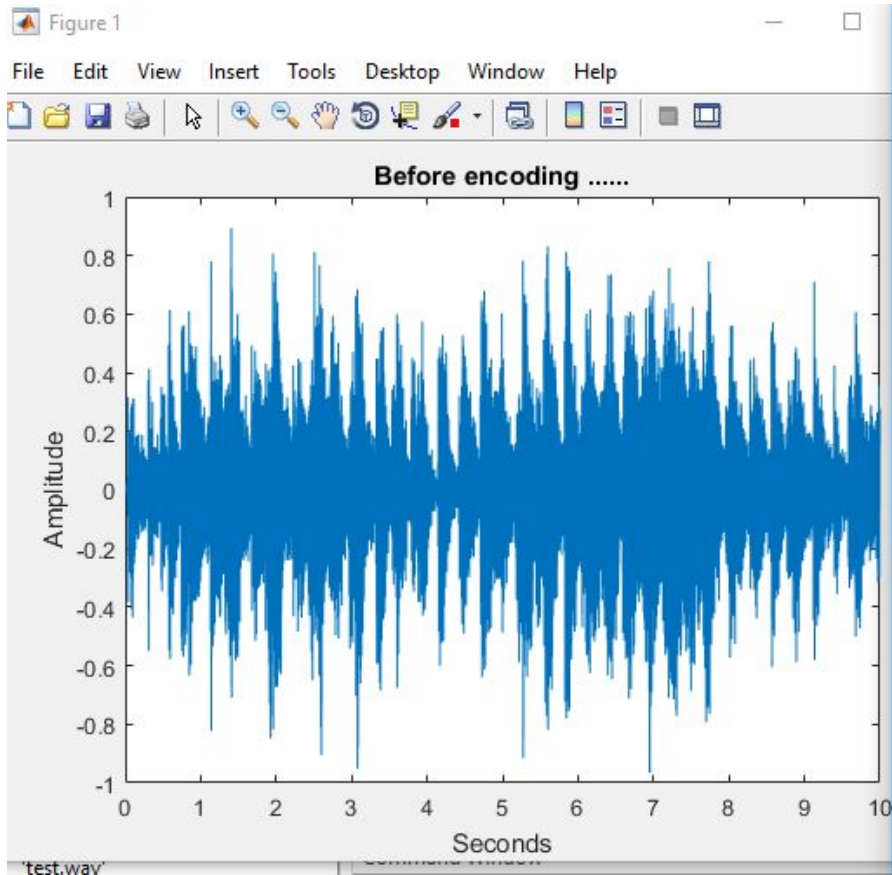 Figure 1
File Edit View Insert Tools Desktop Window Help
Before encoding ......
1
0.8
0.6
0.4
0.2
0
-0.2
-0.4
-0.6
-0.8
-1
Amplitude
0 1 2 3 4 5 6 7 8 9 10
Seconds
'test.wav'
Command Window